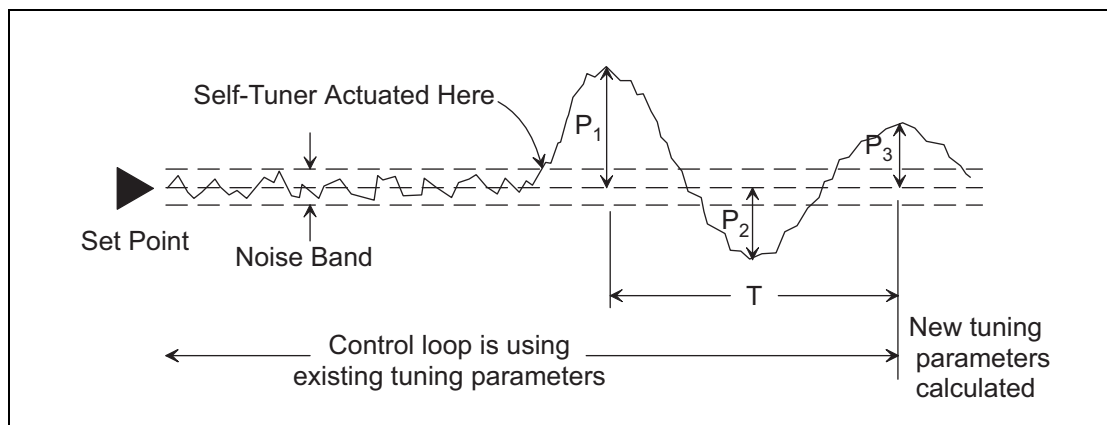 Self-Tuner Actuated Here
P1
P3
P2
Set Point
Noise Band
T
Control loop is using
existing tuning parameters
New tuning
parameters
calculated